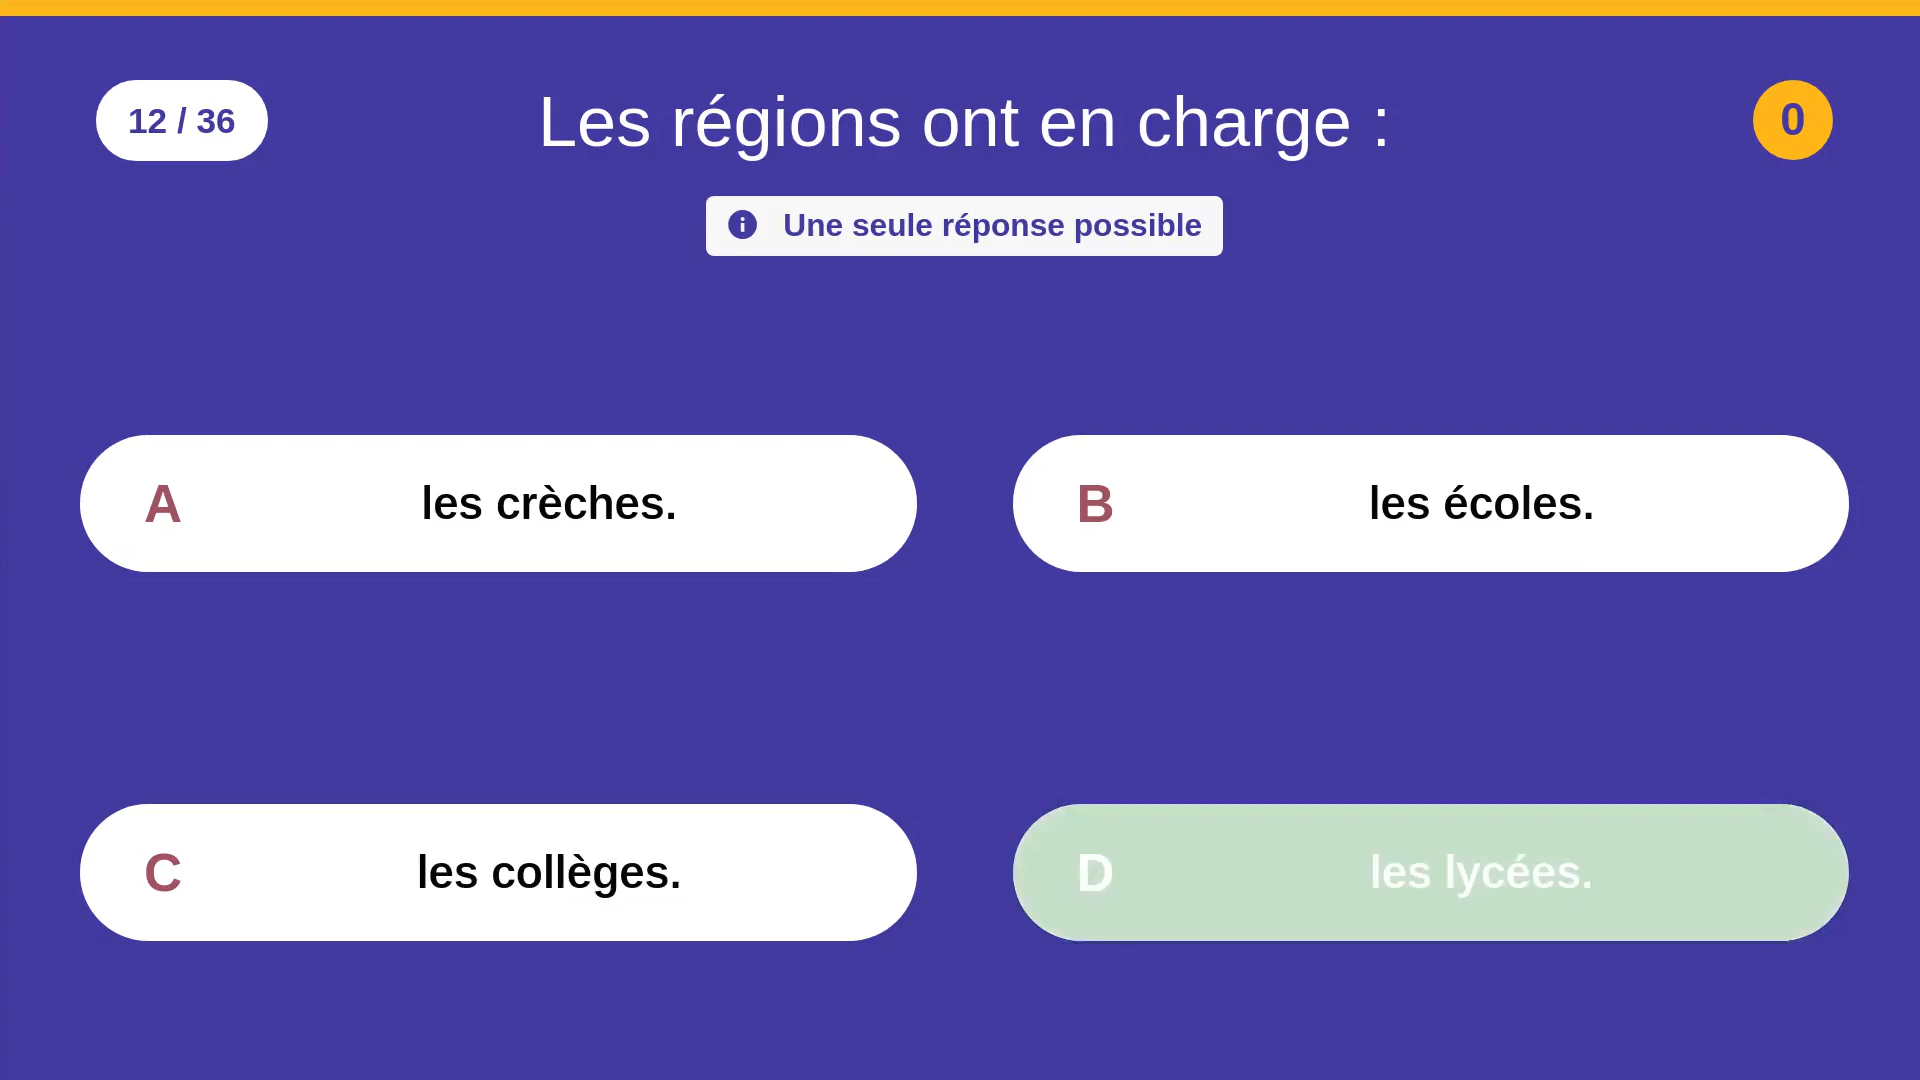 12 / 36
Les régions ont en charge :
0
Une seule réponse possible
A les crèches.
B les écoles.
C les collèges.
D les lycées.